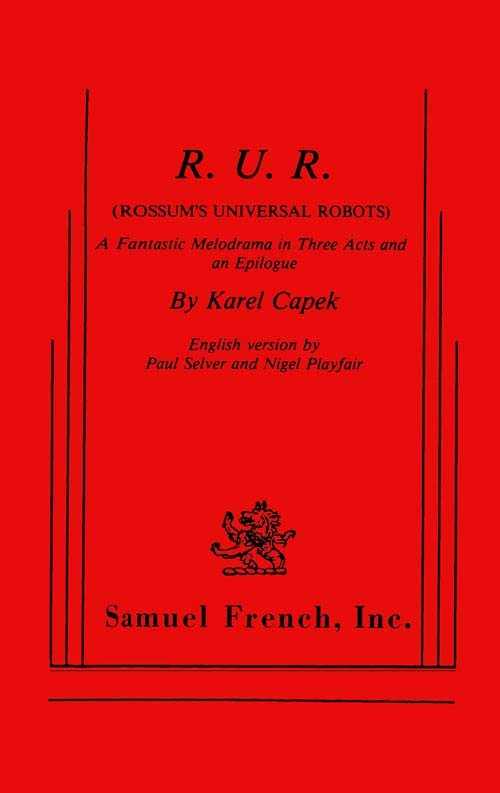 R. U. R.
(ROSSUM'S UNIVERSAL ROBOTS)
A Fantastic Melodrama in Three Acts and
an Epilogue
By Karel Capek
English version by
Paul Selver and Nigel Playfair
Samuel French, Inc.